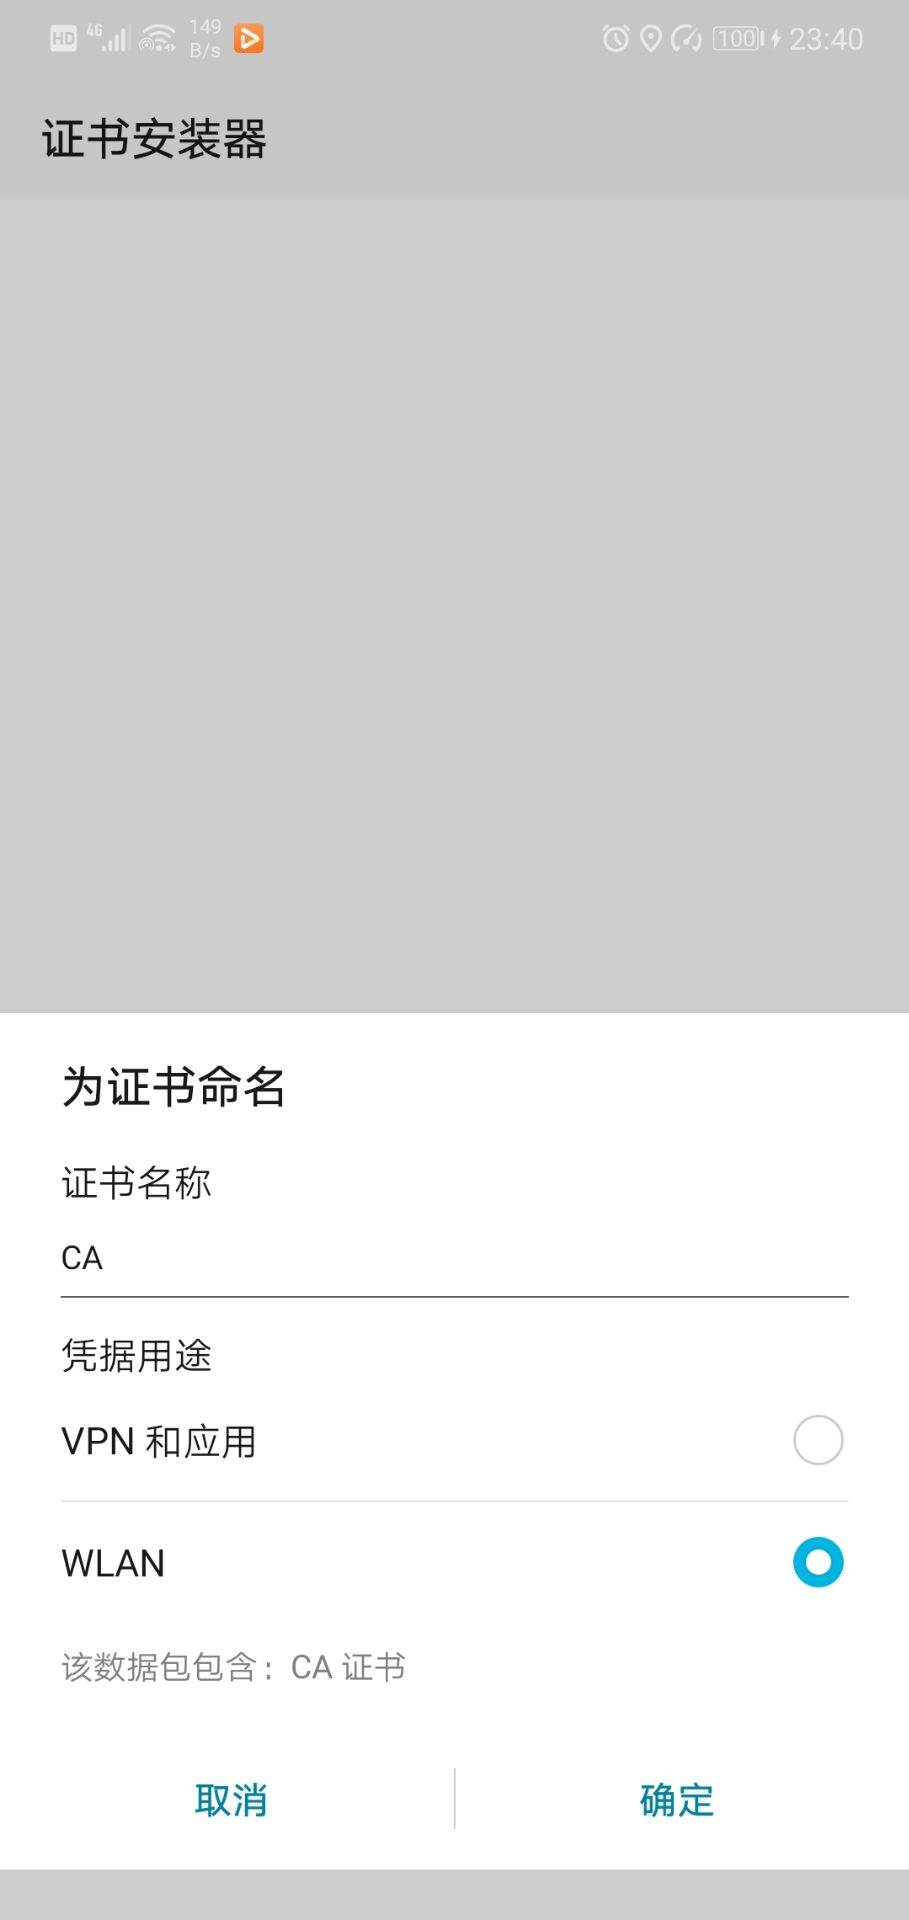 HD 4G 149 B/s 100 23:40
证书安装器
为证书命名
证书名称
CA
凭据用途
VPN 和应用
WLAN
该数据包包含：CA 证书
取消 确定